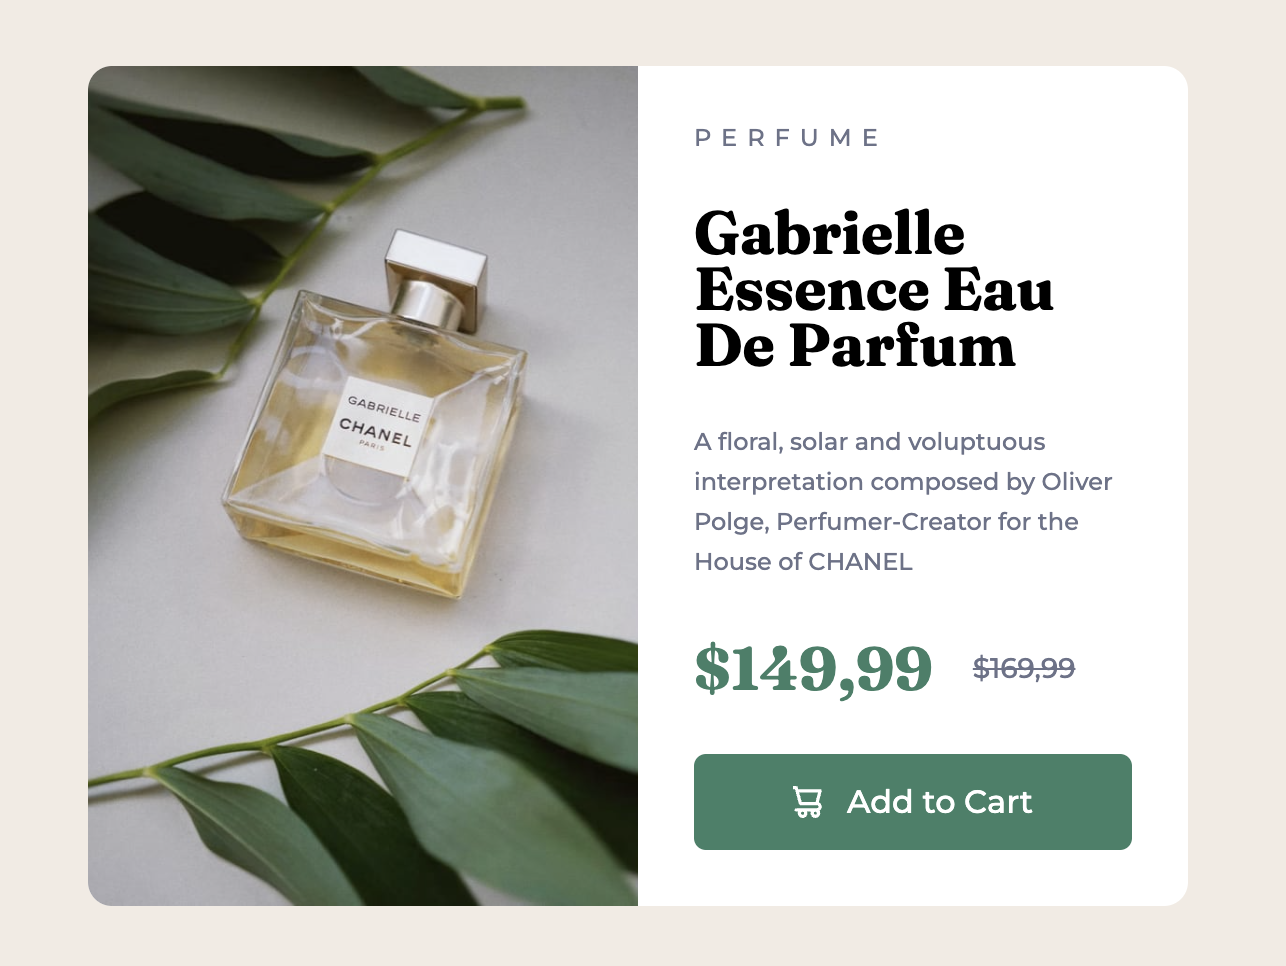 GABRIELLE
CHANEL
PARIS
PERFUME
Gabrielle
Essence Eau
De Parfum
A floral, solar and voluptuous
interpretation composed by Oliver
Polge, Perfumer-Creator for the
House of CHANEL
$149,99 $169,99
Add to Cart